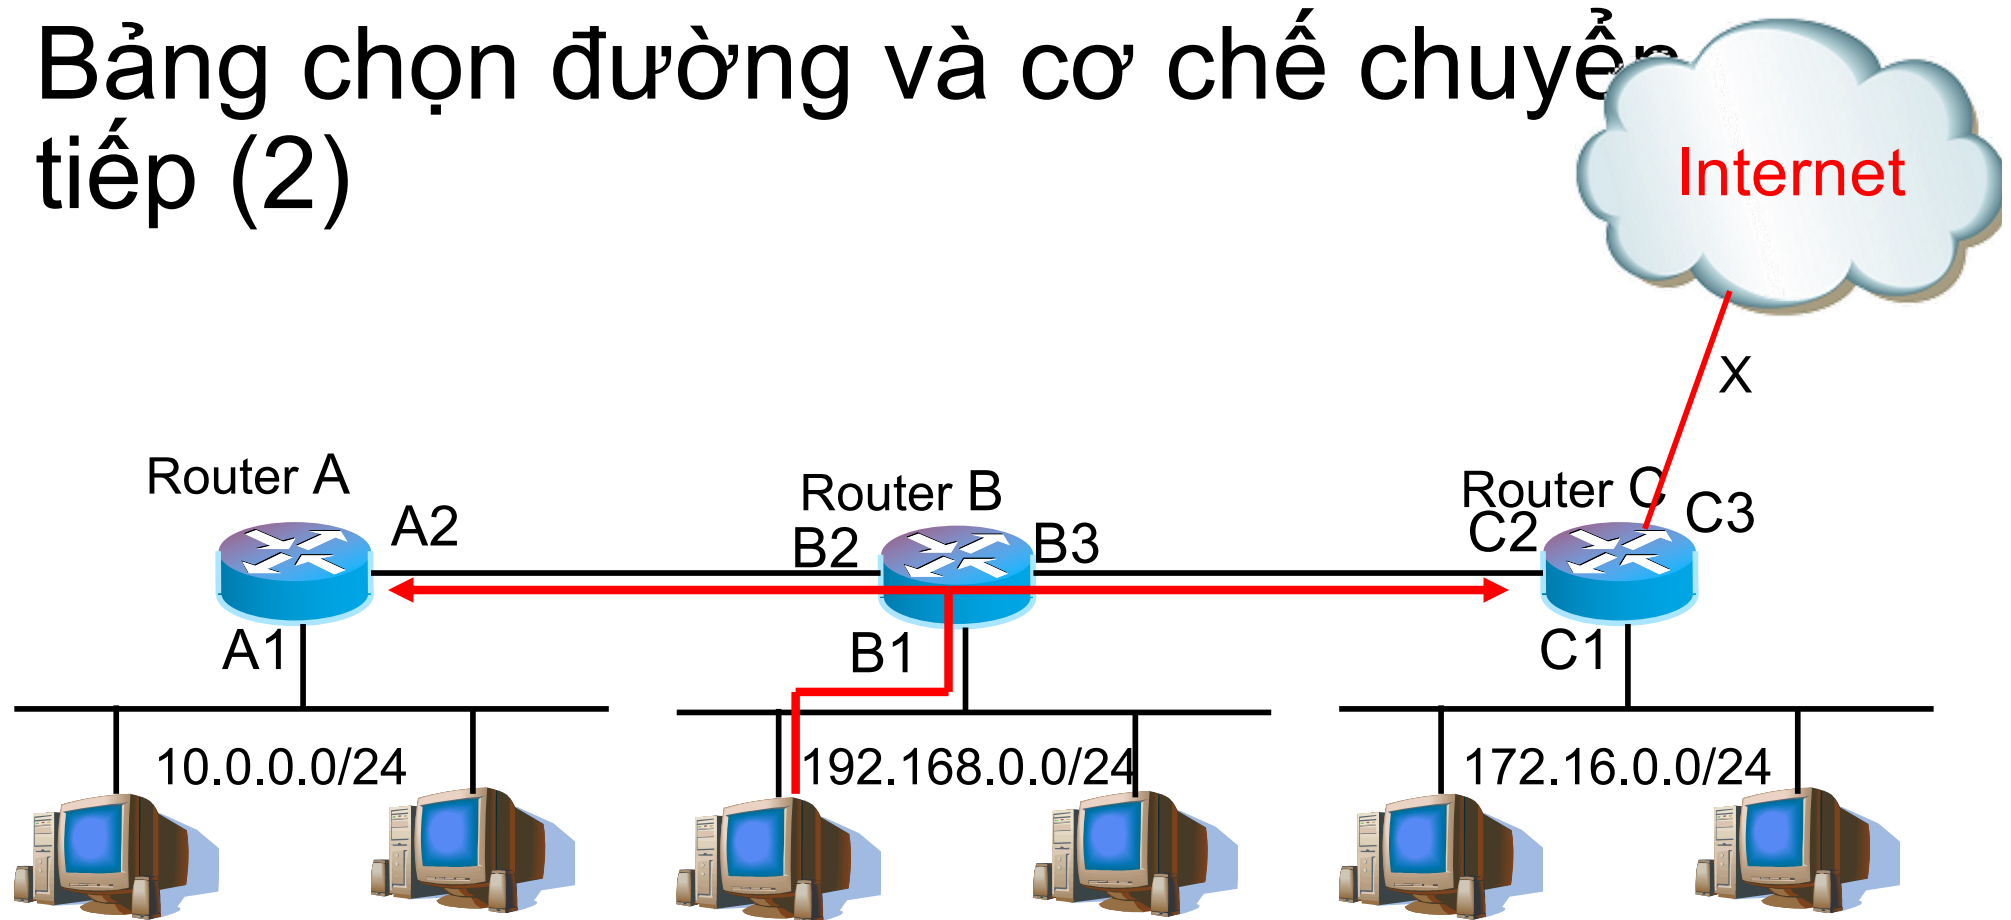 Bảng chọn đường và cơ chế chuyển
tiếp (2)
Internet
X
Router A
Router B
Router C
A2
B2
B3
C2
C3
A1
B1
C1
10.0.0.0/24
192.168.0.0/24
172.16.0.0/24